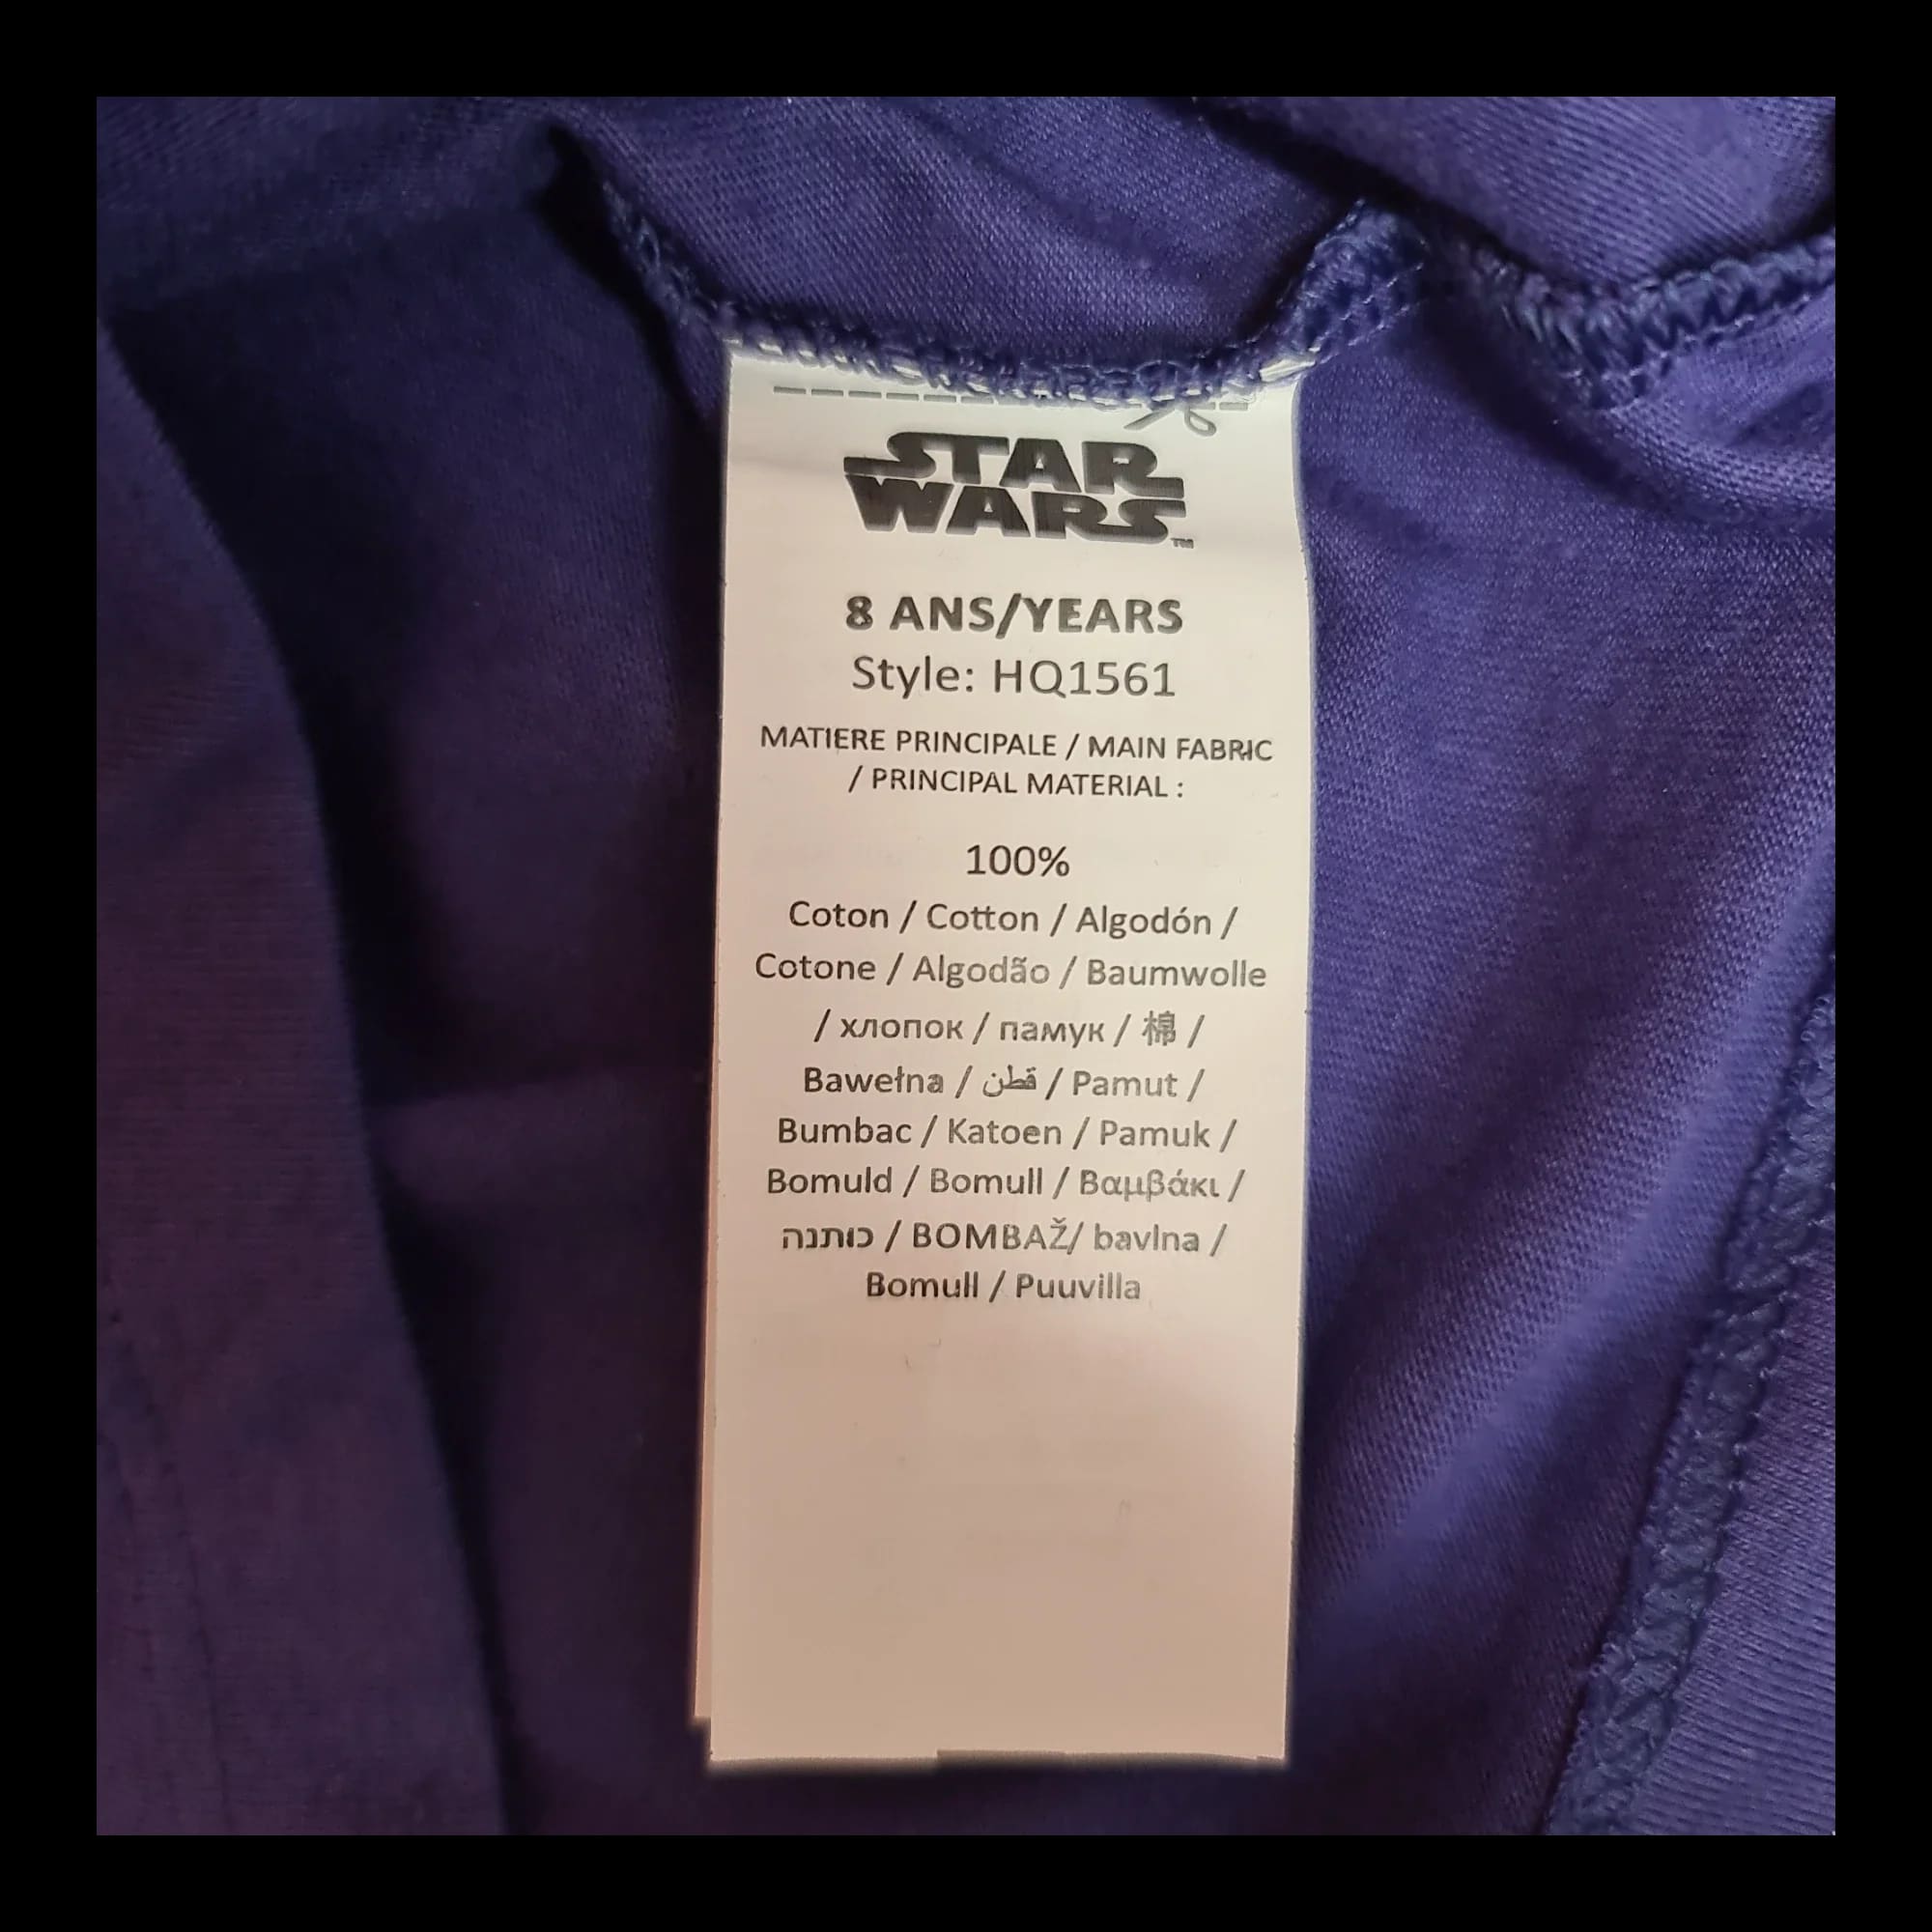 STAR
WARS™
8 ANS/YEARS
Style: HQ1561
MATIERE PRINCIPALE / MAIN FABRIC
/ PRINCIPAL MATERIAL :
100%
Coton / Cotton / Algodón /
Cotone / Algodão / Baumwolle
/ хлопок / памук / 棉 /
Bawełna / قطن / Pamut /
Bumbac / Katoen / Pamuk /
Bomuld / Bomull / Βαμβάκι /
כותנה / BOMBAŽ/ bavlna /
Bomull / Puuvilla